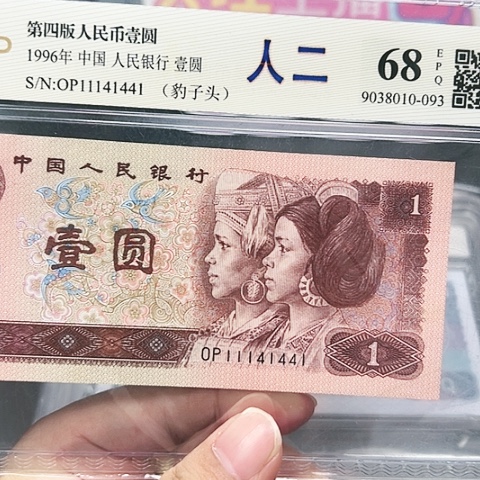 第四版人民币壹圆
1996年 中国 人民银行 壹圆
S/N:OP11141441 （豹子头）
人二
68
EPQ
9038010-093
中国人民银行
1
壹圆
OP11141441
1